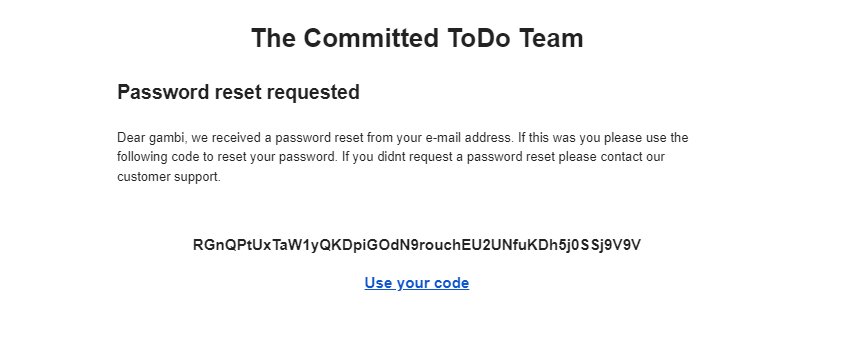 The Committed ToDo Team
Password reset requested
Dear gambi, we received a password reset from your e-mail address. If this was you please use the
following code to reset your password. If you didnt request a password reset please contact our
customer support.
RGnQPtUxTaW1yQKDpiGOdN9rouchEU2UNfuKDh5j0SSj9V9V
Use your code